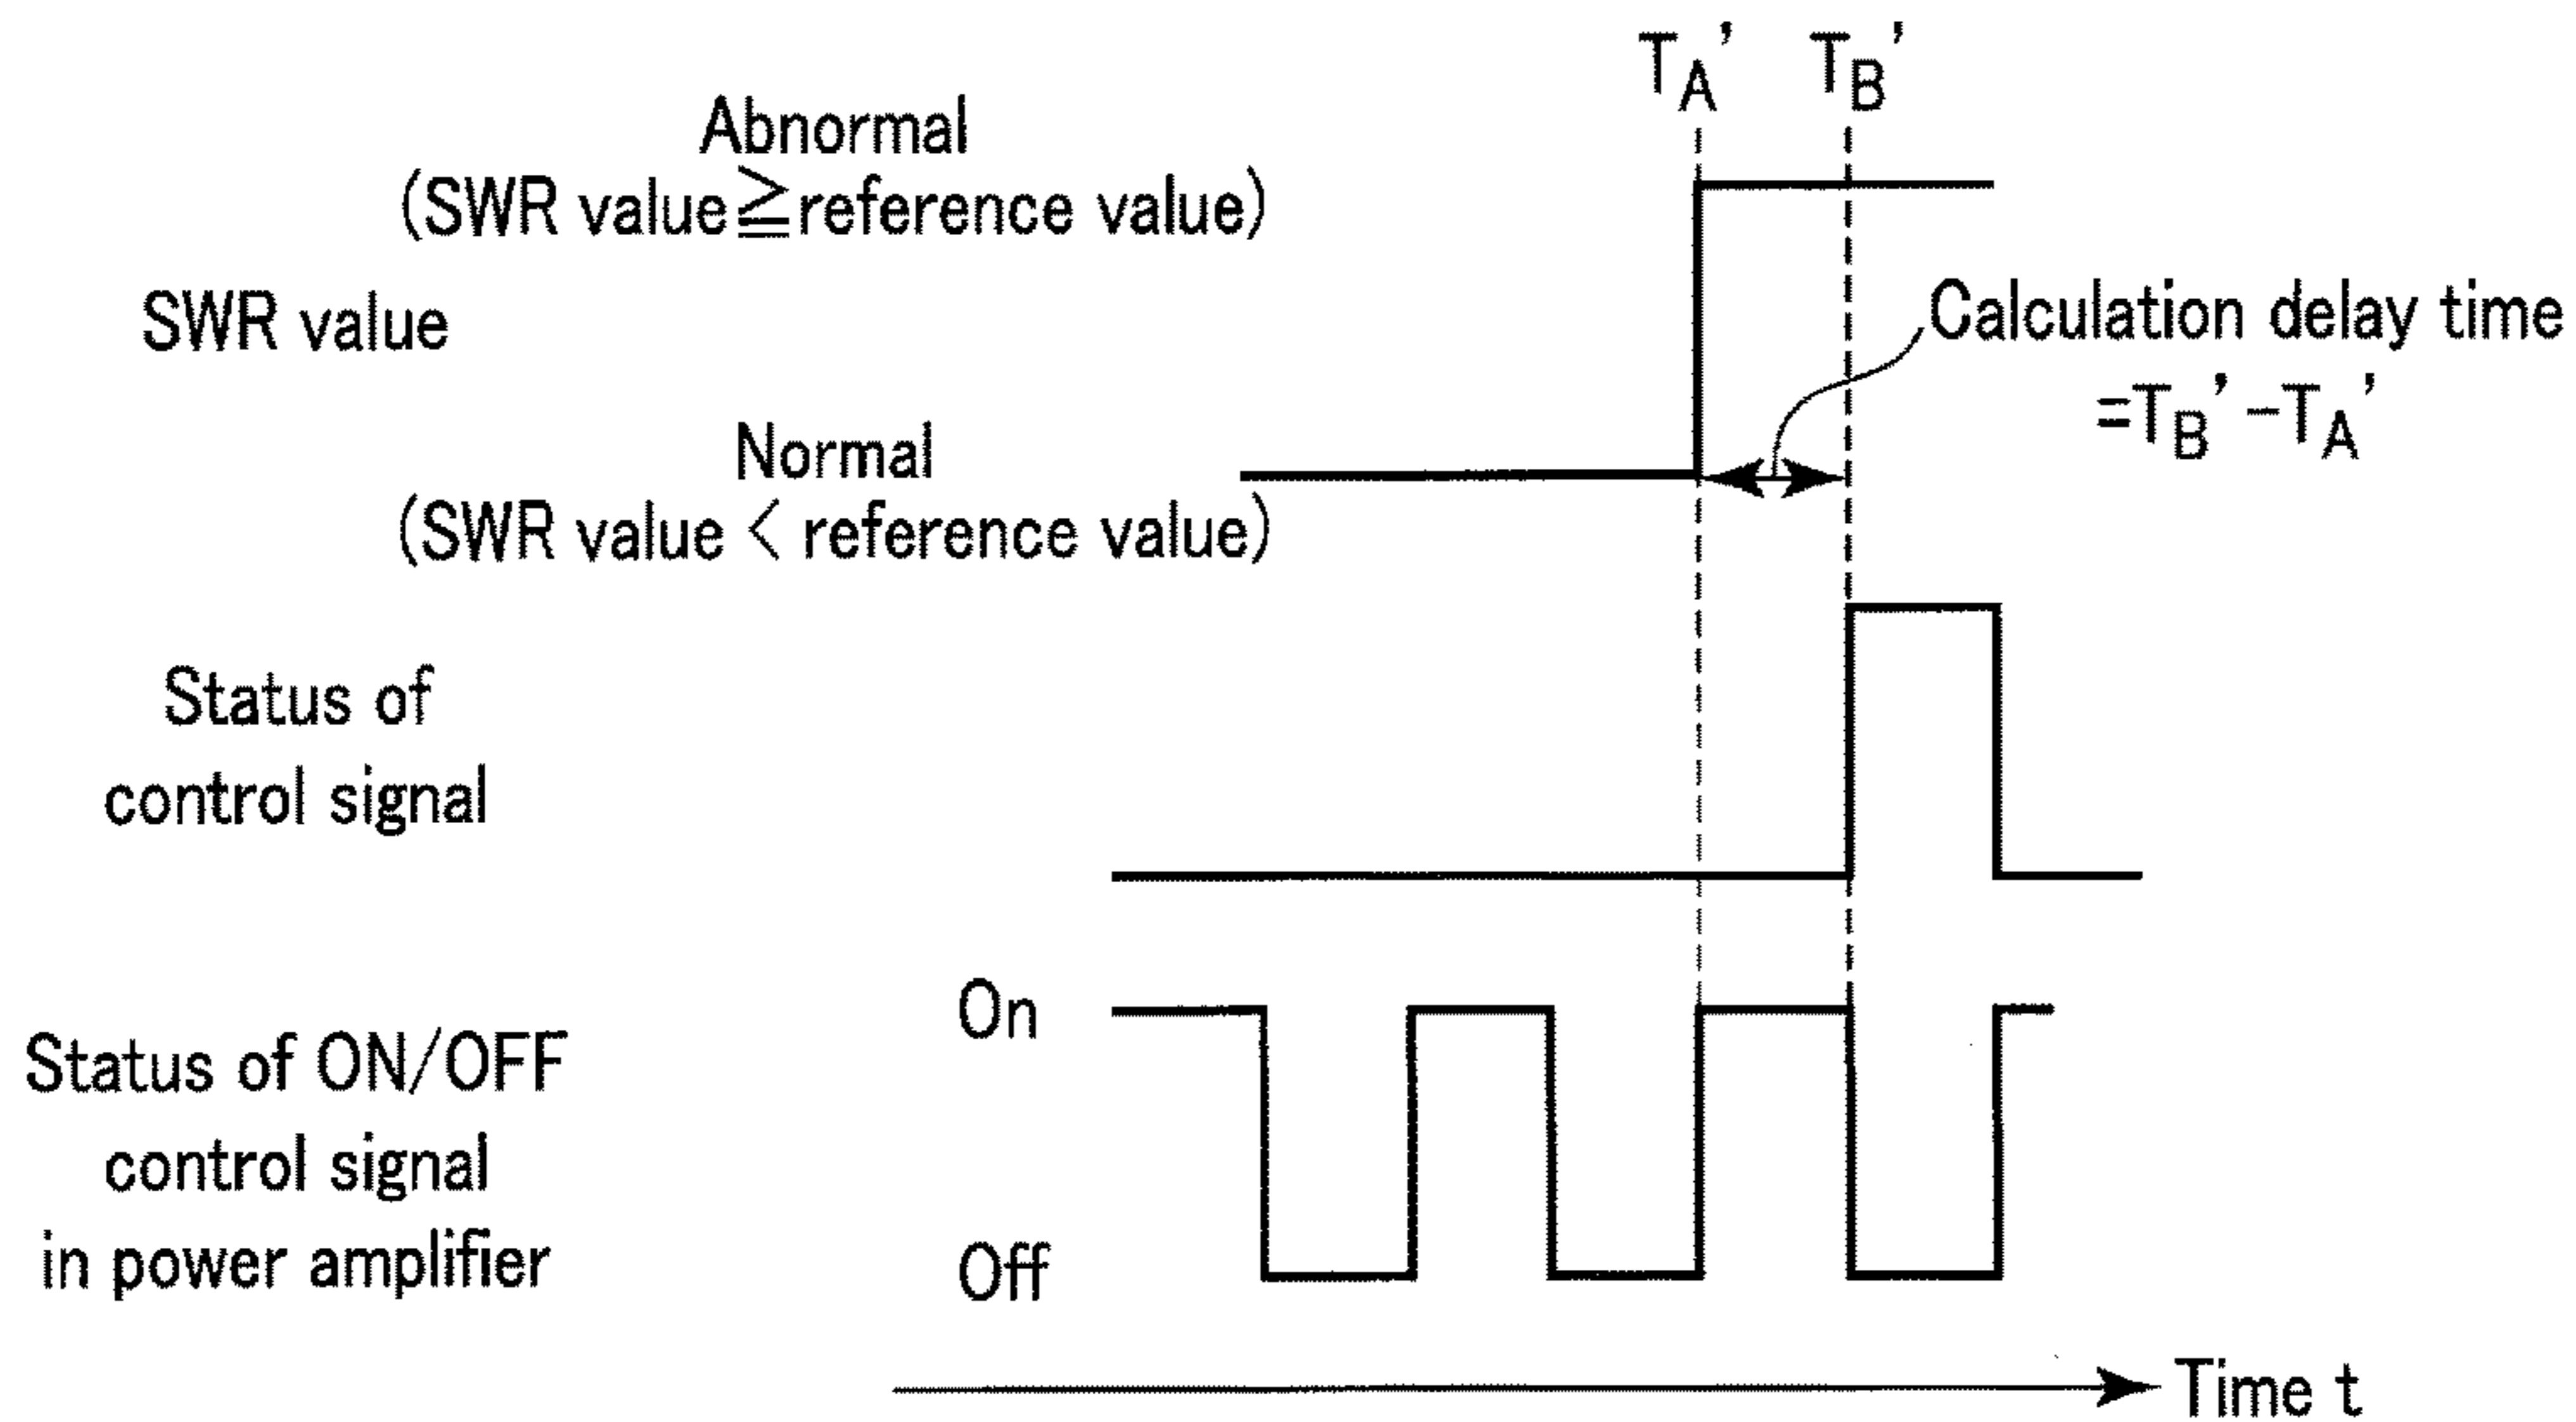 TA’ TB’
Abnormal
(SWR value≧reference value)
SWR value
Calculation delay time
=TB’-TA’
Normal
(SWR value < reference value)
Status of
control signal
On
Status of ON/OFF
control signal
in power amplifier
Off
Time t